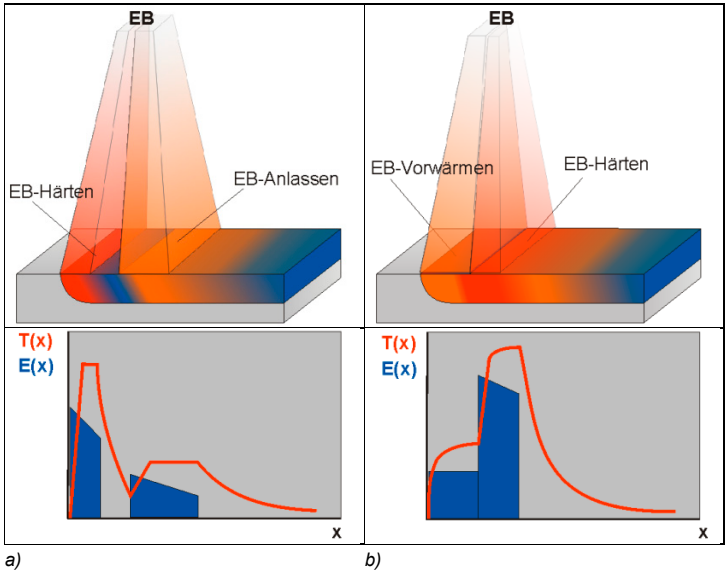 EB
EB-Härten
EB-Anlassen
T(x)
E(x)
x
a)
EB
EB-Vorwärmen
EB-Härten
T(x)
E(x)
x
b)